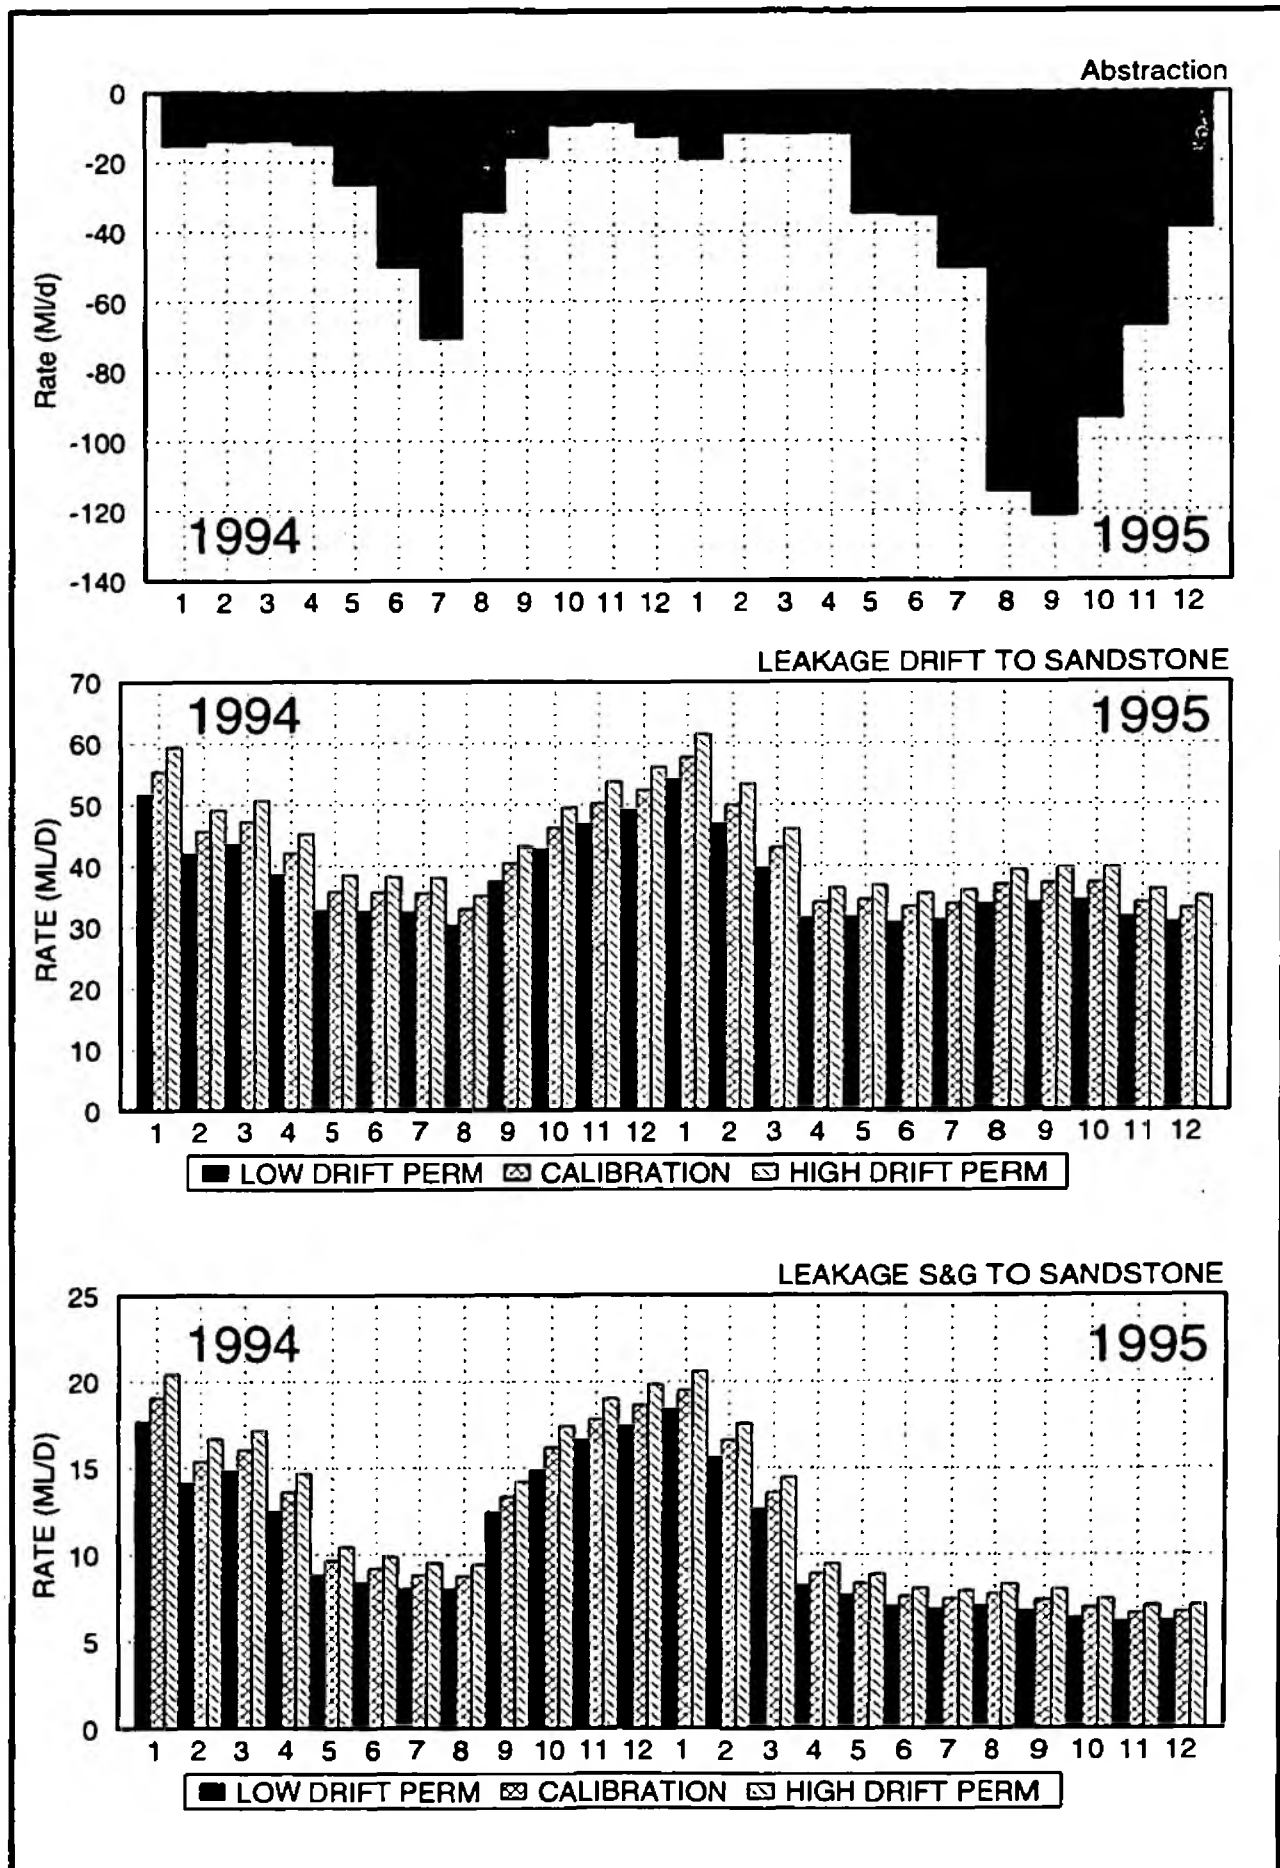 Abstraction
0
-20
-40
-60
-80
-100
-120
-140
Rate (Ml/d)
1994
1995
1 2 3 4 5 6 7 8 9 10 11 12 1 2 3 4 5 6 7 8 9 10 11 12
LEAKAGE DRIFT TO SANDSTONE
70
60
50
40
30
20
10
0
RATE (ML/D)
1994
1995
1 2 3 4 5 6 7 8 9 10 11 12 1 2 3 4 5 6 7 8 9 10 11 12
LOW DRIFT PERM CALIBRATION HIGH DRIFT PERM
LEAKAGE S&G TO SANDSTONE
25
20
15
10
5
0
RATE (ML/D)
1994
1995
1 2 3 4 5 6 7 8 9 10 11 12 1 2 3 4 5 6 7 8 9 10 11 12
LOW DRIFT PERM CALIBRATION HIGH DRIFT PERM